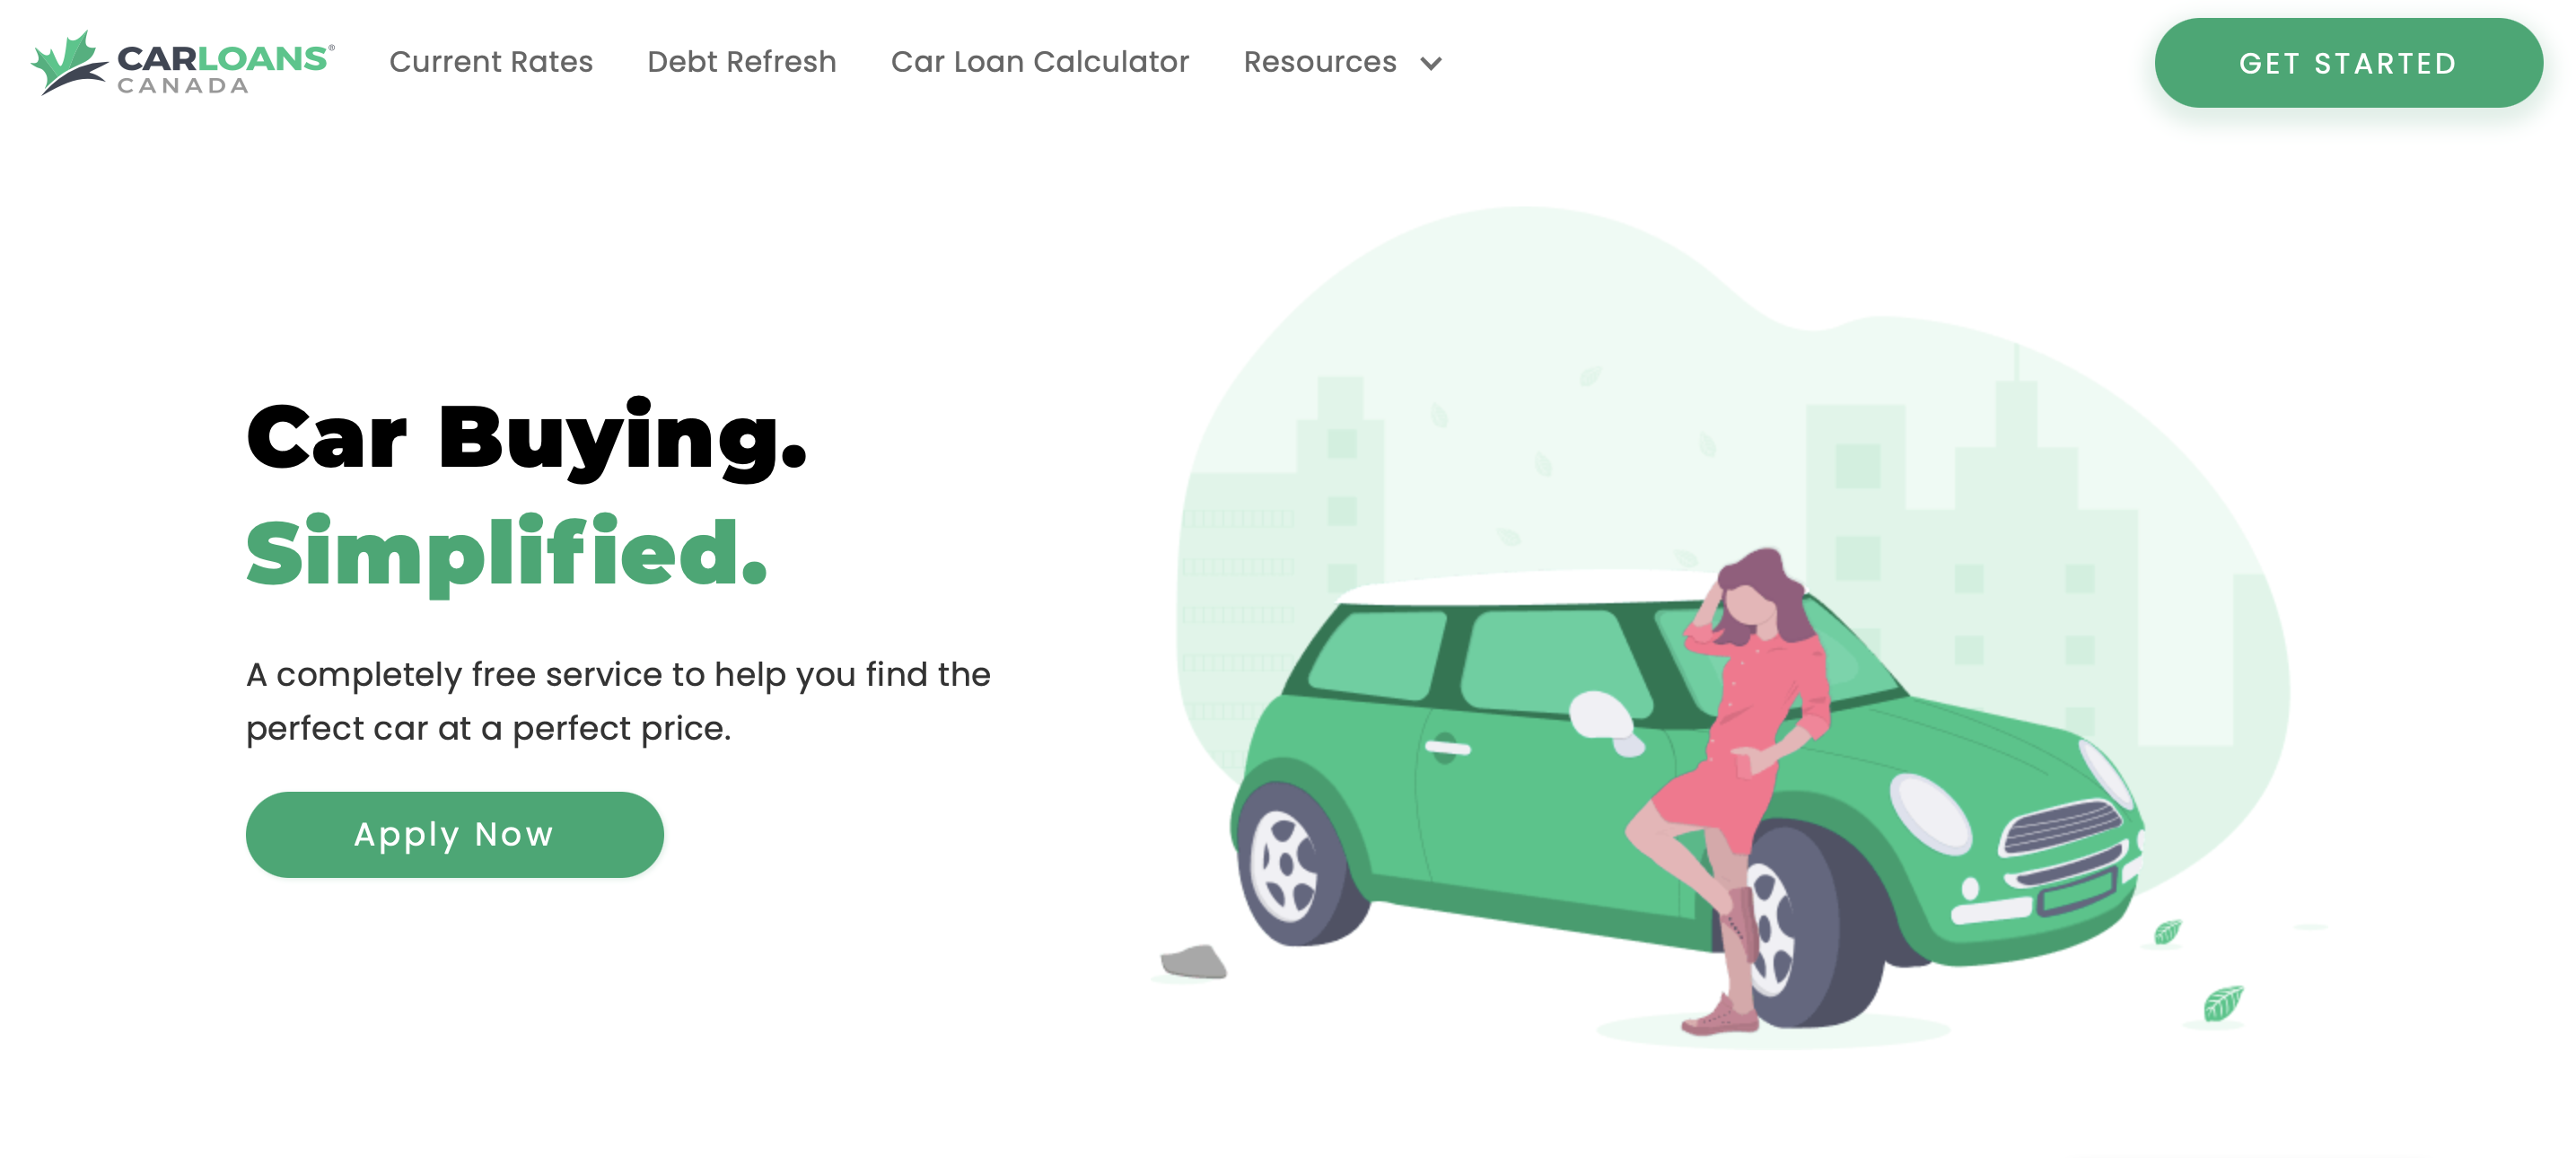 CARLOANS®
CANADA
Current Rates
Debt Refresh
Car Loan Calculator
Resources
GET STARTED
Car Buying.
Simplified.
A completely free service to help you find the
perfect car at a perfect price.
Apply Now